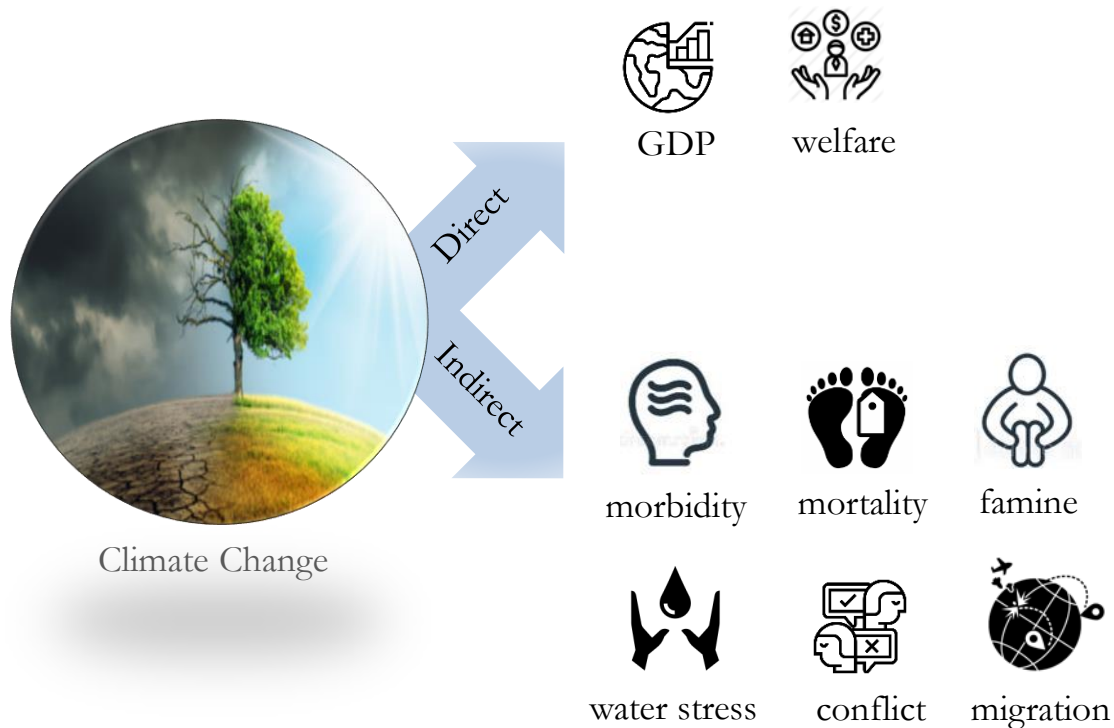 GDP
welfare
Direct
Indirect
morbidity
mortality
famine
Climate Change
water stress
conflict
migration